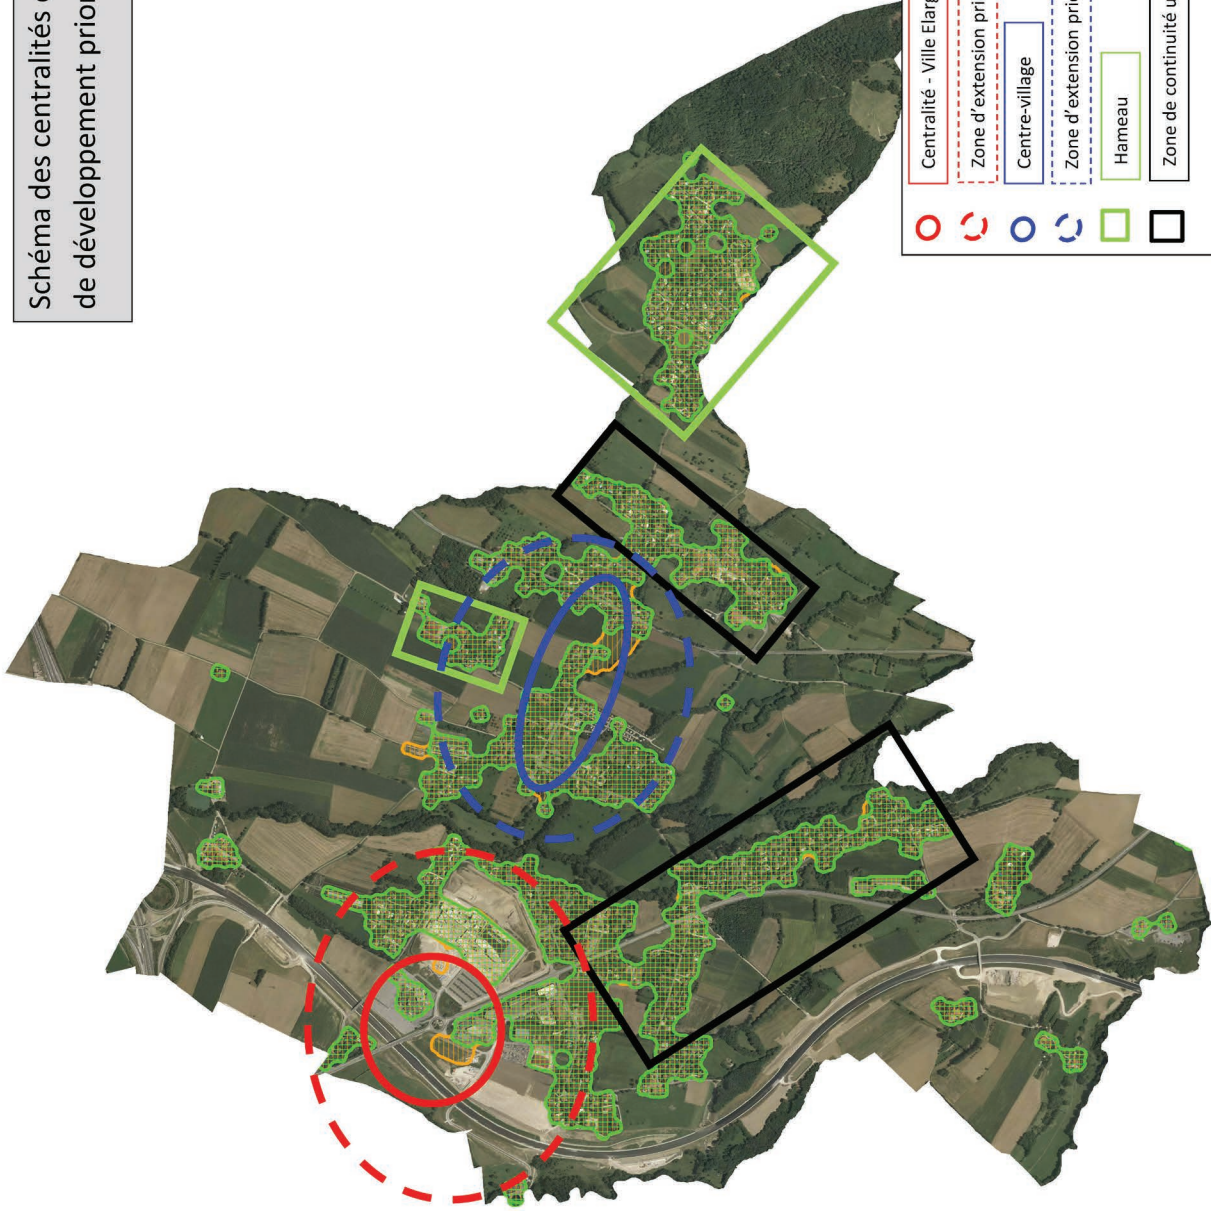 Schéma des centralités
de développement prior
Centralité - Ville Elarg
Zone d'extension pri
Centre-village
Zone d'extension prio
Hameau
Zone de continuité u